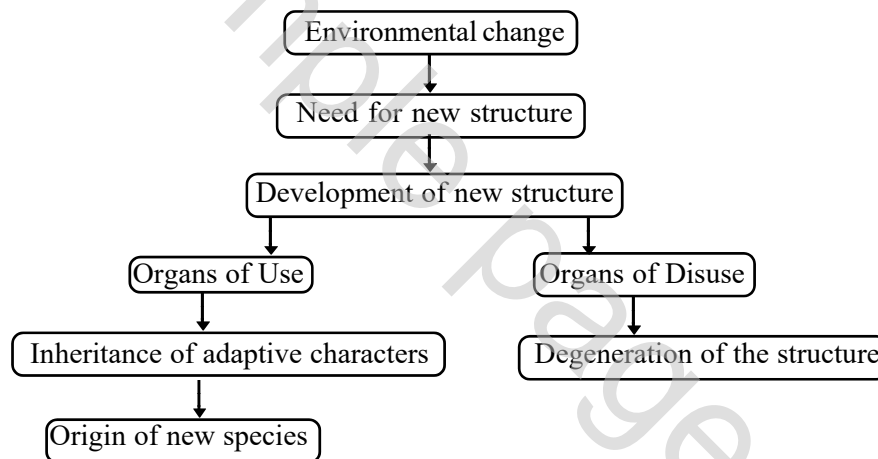 Environmental change
Need for new structure
Development of new structure
Organs of Use
Organs of Disuse
Inheritance of adaptive characters
Degeneration of the structure
Origin of new species